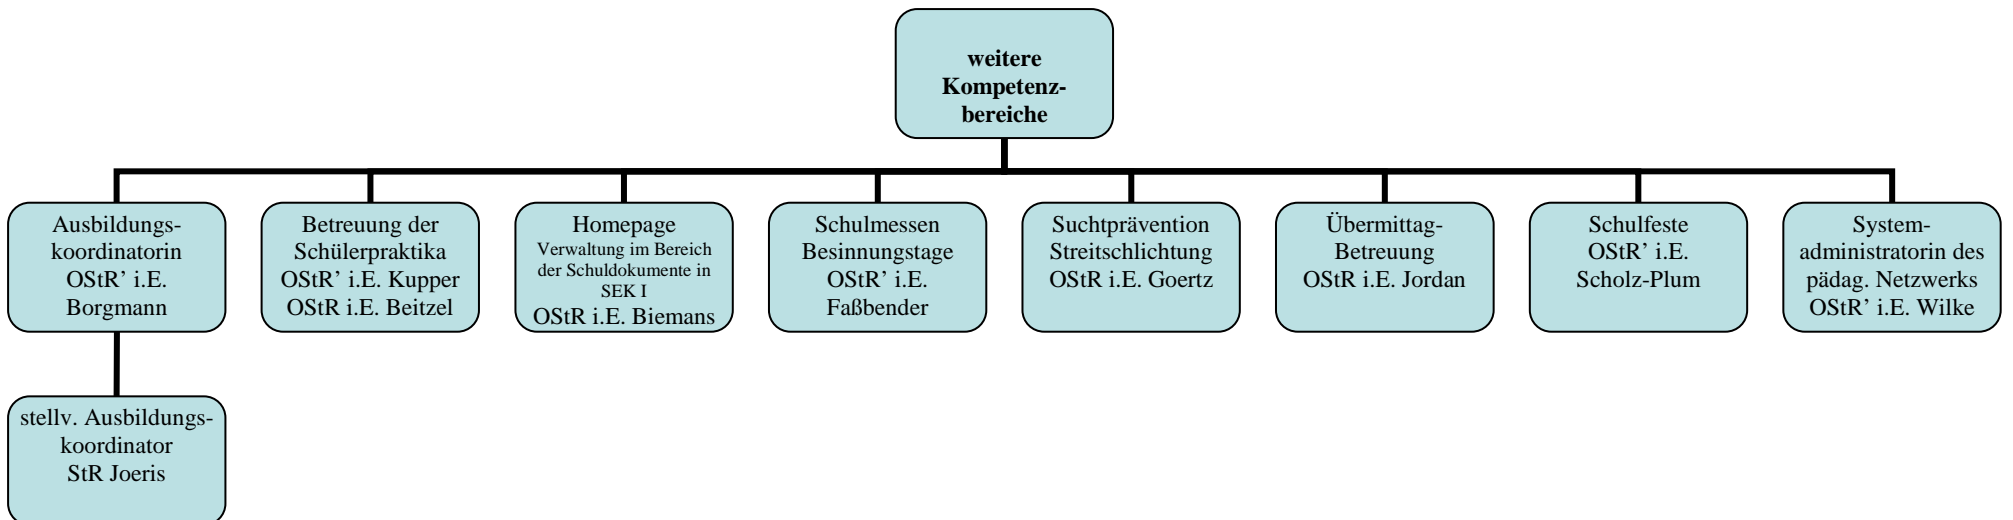 weitere
Kompetenz-
bereiche
Ausbildungs-
koordinatorin
OStR’ i.E.
Borgmann
Betreuung der
Schülerpraktika
OStR’ i.E. Kupper
OStR i.E. Beitzel
Homepage
Verwaltung im Bereich
der Schuldokumente in
SEK I
OStR i.E. Biemans
Schulmessen
Besinnungstage
OStR’ i.E.
Faßbender
Suchtprävention
Streitschlichtung
OStR i.E. Goertz
Übermittag-
Betreuung
OStR i.E. Jordan
Schulfeste
OStR’ i.E.
Scholz-Plum
System-
administratorin des
pädag. Netzwerks
OStR’ i.E. Wilke
stellv. Ausbildungs-
koordinator
StR Joeris